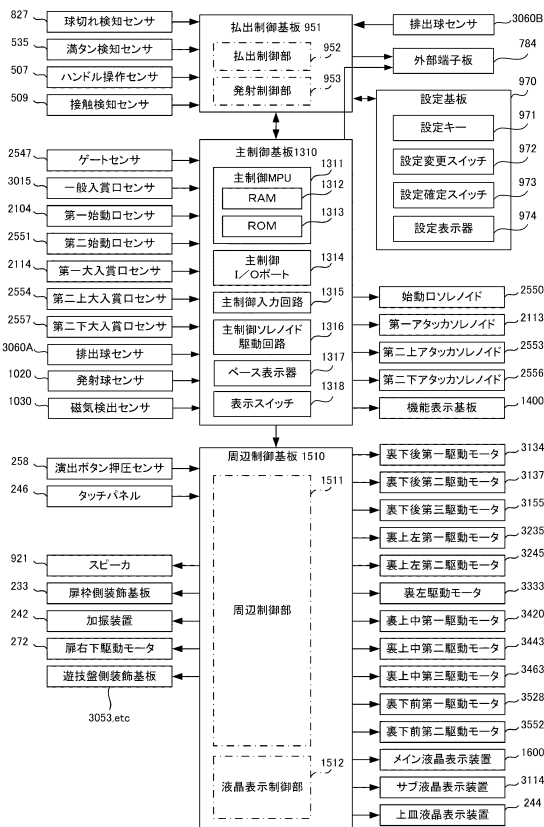 827 球切れ検知センサ
535 満タン検知センサ
507 ハンドル操作センサ
509 接触検知センサ
払出制御基板 951
払出制御部 952
発射制御部 953
排出球センサ 3060B
外部端子板 784
設定基板 970
設定キー 971
設定変更スイッチ 972
設定確定スイッチ 973
設定表示器 974
2547 ゲートセンサ
3015 一般入賞口センサ
2104 第一始動口センサ
2551 第二始動口センサ
2114 第一大入賞口センサ
2554 第二上大入賞口センサ
2557 第二下大入賞口センサ
3060A 排出球センサ
1020 発射球センサ
1030 磁気検出センサ
主制御基板1310
主制御MPU 1311
RAM 1312
ROM 1313
主制御
I/Oポート 1314
主制御入力回路 1315
主制御ソレノイド
駆動回路 1316
ベース表示器 1317
表示スイッチ 1318
始動口ソレノイド 2550
第一アタッカソレノイド 2113
第二上アタッカソレノイド 2553
第二下アタッカソレノイド 2556
機能表示基板 1400
258 演出ボタン押圧センサ
246 タッチパネル
921 スピーカ
233 扉枠側装飾基板
242 加振装置
272 扉右下駆動モータ
遊技盤側装飾基板
3053,etc
周辺制御基板 1510
1511
周辺制御部
1512
液晶表示制御部
裏下後第一駆動モータ 3134
裏下後第二駆動モータ 3137
裏下後第三駆動モータ 3155
裏上左第一駆動モータ 3235
裏上左第二駆動モータ 3245
裏左駆動モータ 3333
裏上中第一駆動モータ 3420
裏上中第二駆動モータ 3443
裏上中第三駆動モータ 3463
裏下前第一駆動モータ 3528
裏下前第二駆動モータ 3552
メイン液晶表示装置 1600
サブ液晶表示装置 3114
上皿液晶表示装置 244